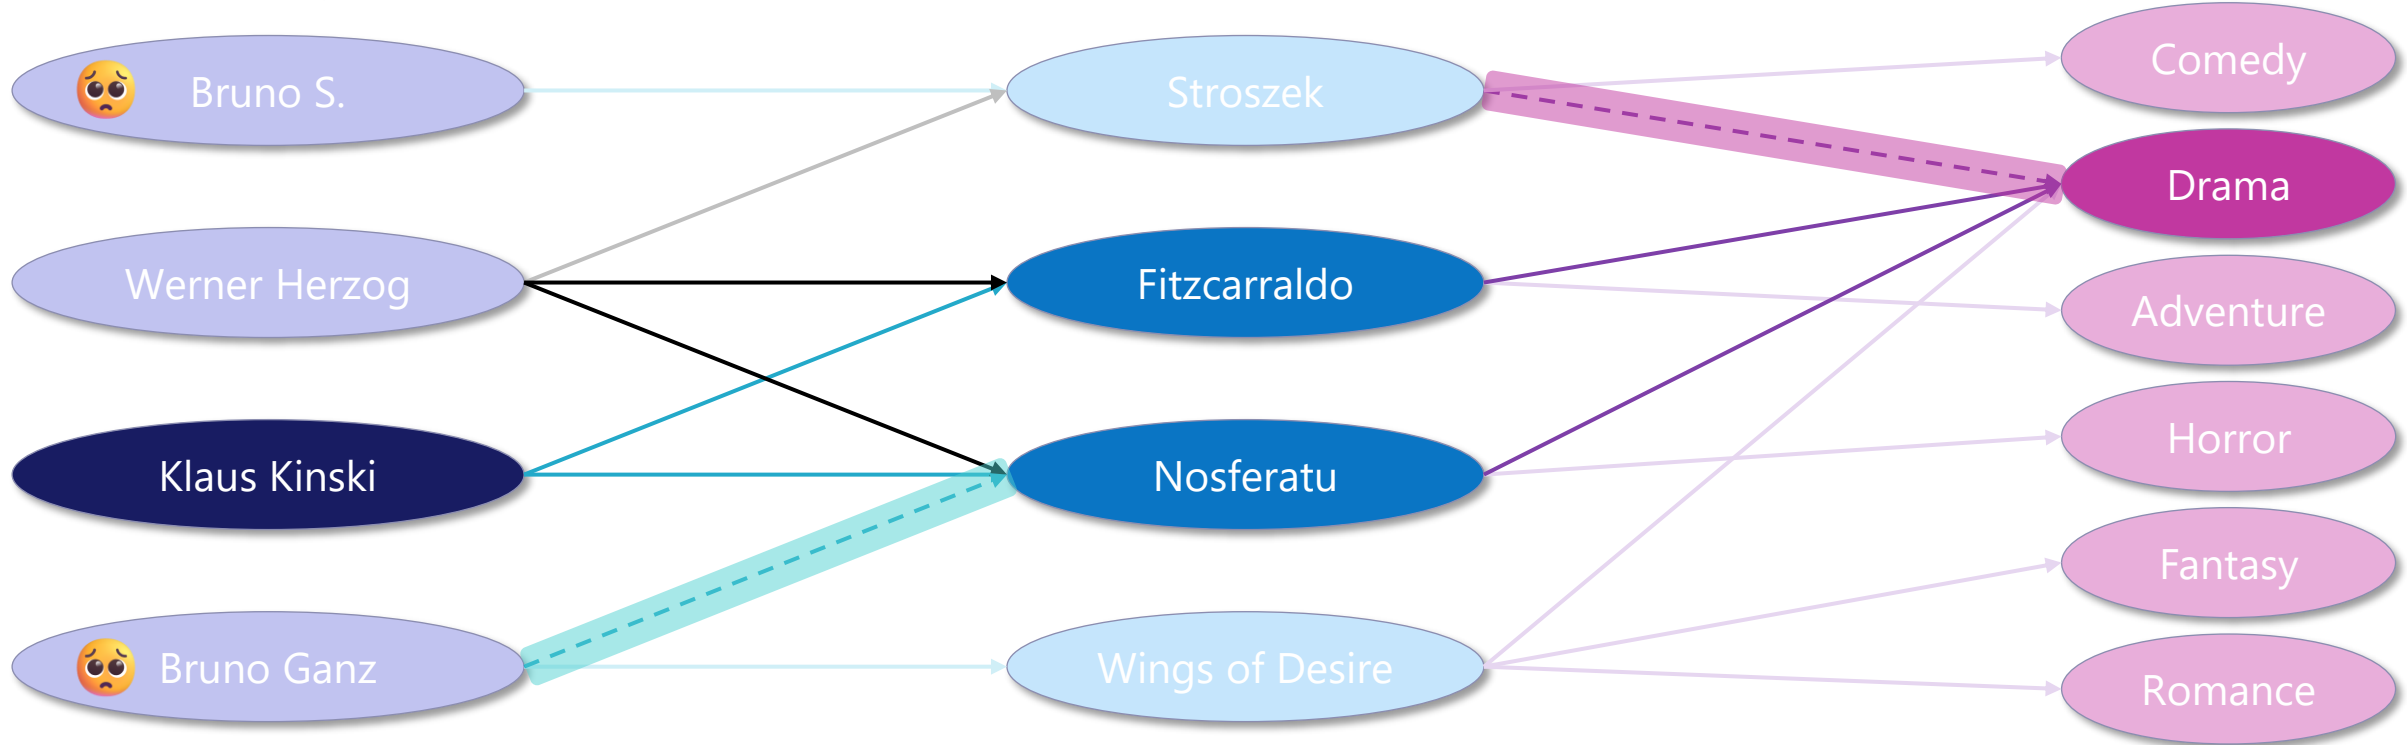 Bruno S.
Werner Herzog
Klaus Kinski
Bruno Ganz
Stroszek
Fitzcarraldo
Nosferatu
Wings of Desire
Comedy
Drama
Adventure
Horror
Fantasy
Romance